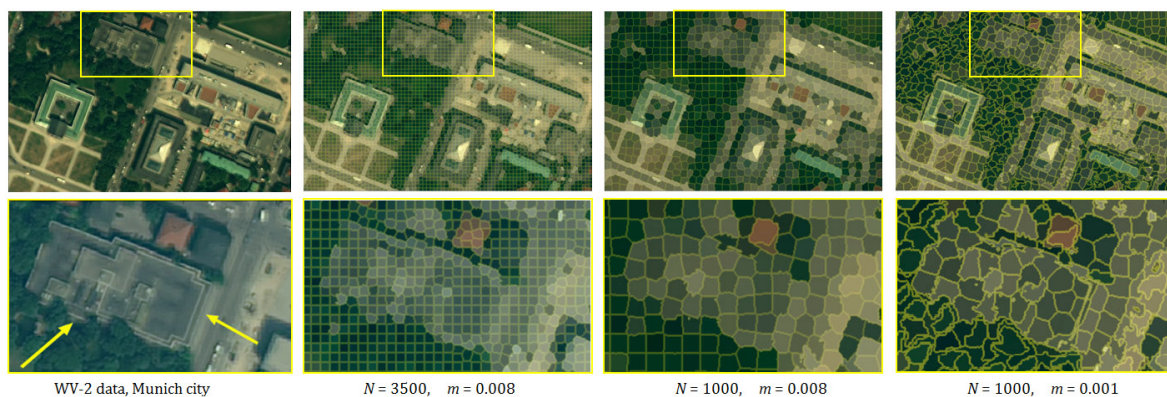 WV-2 data, Munich city
N = 3500, m = 0.008
N = 1000, m = 0.008
N = 1000, m = 0.001